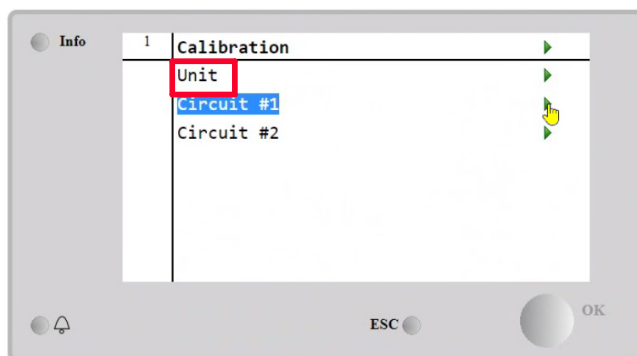 Info
1 Calibration
Unit
Circuit #1
Circuit #2
ESC
OK